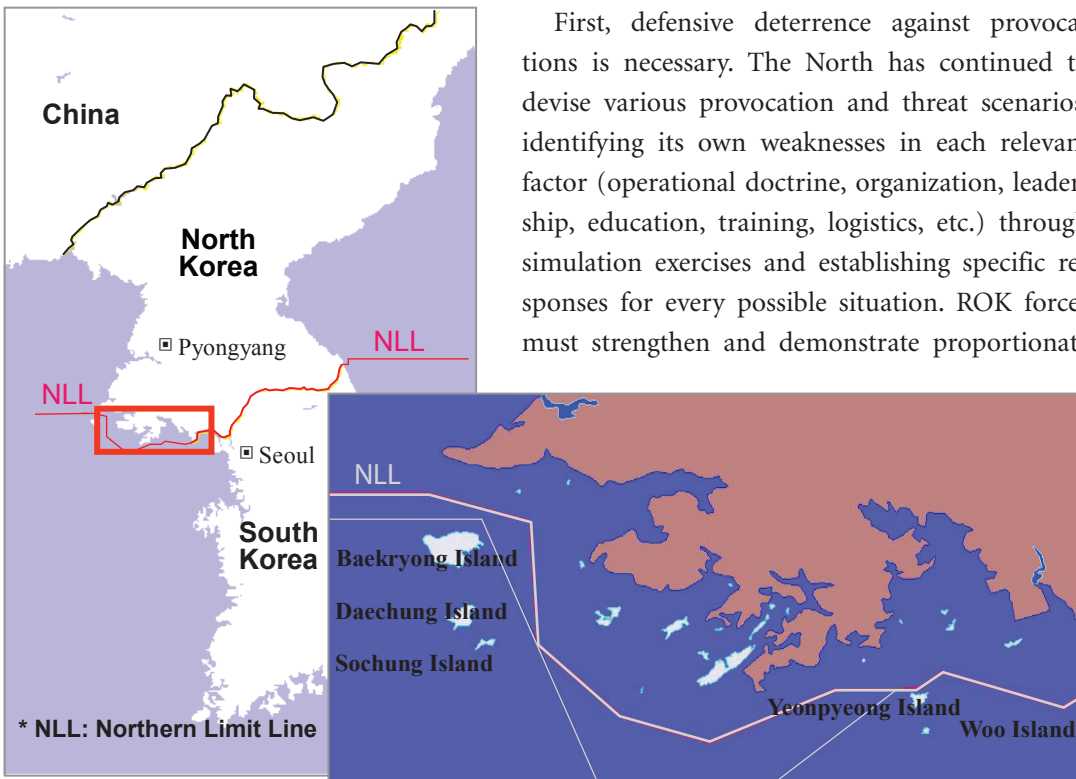 China
North
Korea
Pyongyang
NLL
NLL
Seoul
South
Korea
* NLL: Northern Limit Line
First, defensive deterrence against provoca
tions is necessary. The North has continued t
devise various provocation and threat scenarios
identifying its own weaknesses in each relevan
factor (operational doctrine, organization, leader
ship, education, training, logistics, etc.) through
simulation exercises and establishing specific re
sponses for every possible situation. ROK force
must strengthen and demonstrate proportionat
NLL
Baekryong Island
Daechung Island
Sochung Island
Yeonpyeong Island
Woo Island